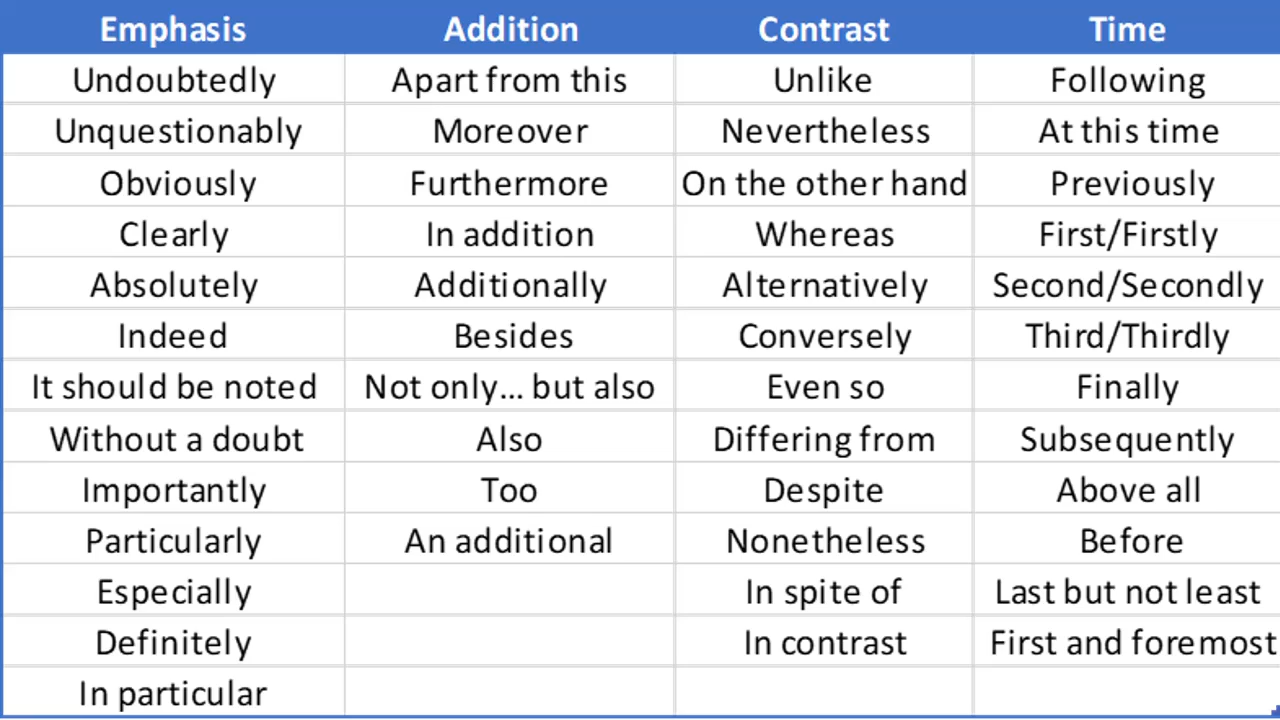 Emphasis Addition Contrast Time
Undoubtedly Apart from this Unlike Following
Unquestionably Moreover Nevertheless At this time
Obviously Furthermore On the other hand Previously
Clearly In addition Whereas First/Firstly
Absolutely Additionally Alternatively Second/Secondly
Indeed Besides Conversely Third/Thirdly
It should be noted Not only... but also Even so Finally
Without a doubt Also Differing from Subsequently
Importantly Too Despite Above all
Particularly An additional Nonetheless Before
Especially In spite of Last but not least
Definitely In contrast First and foremost
In particular